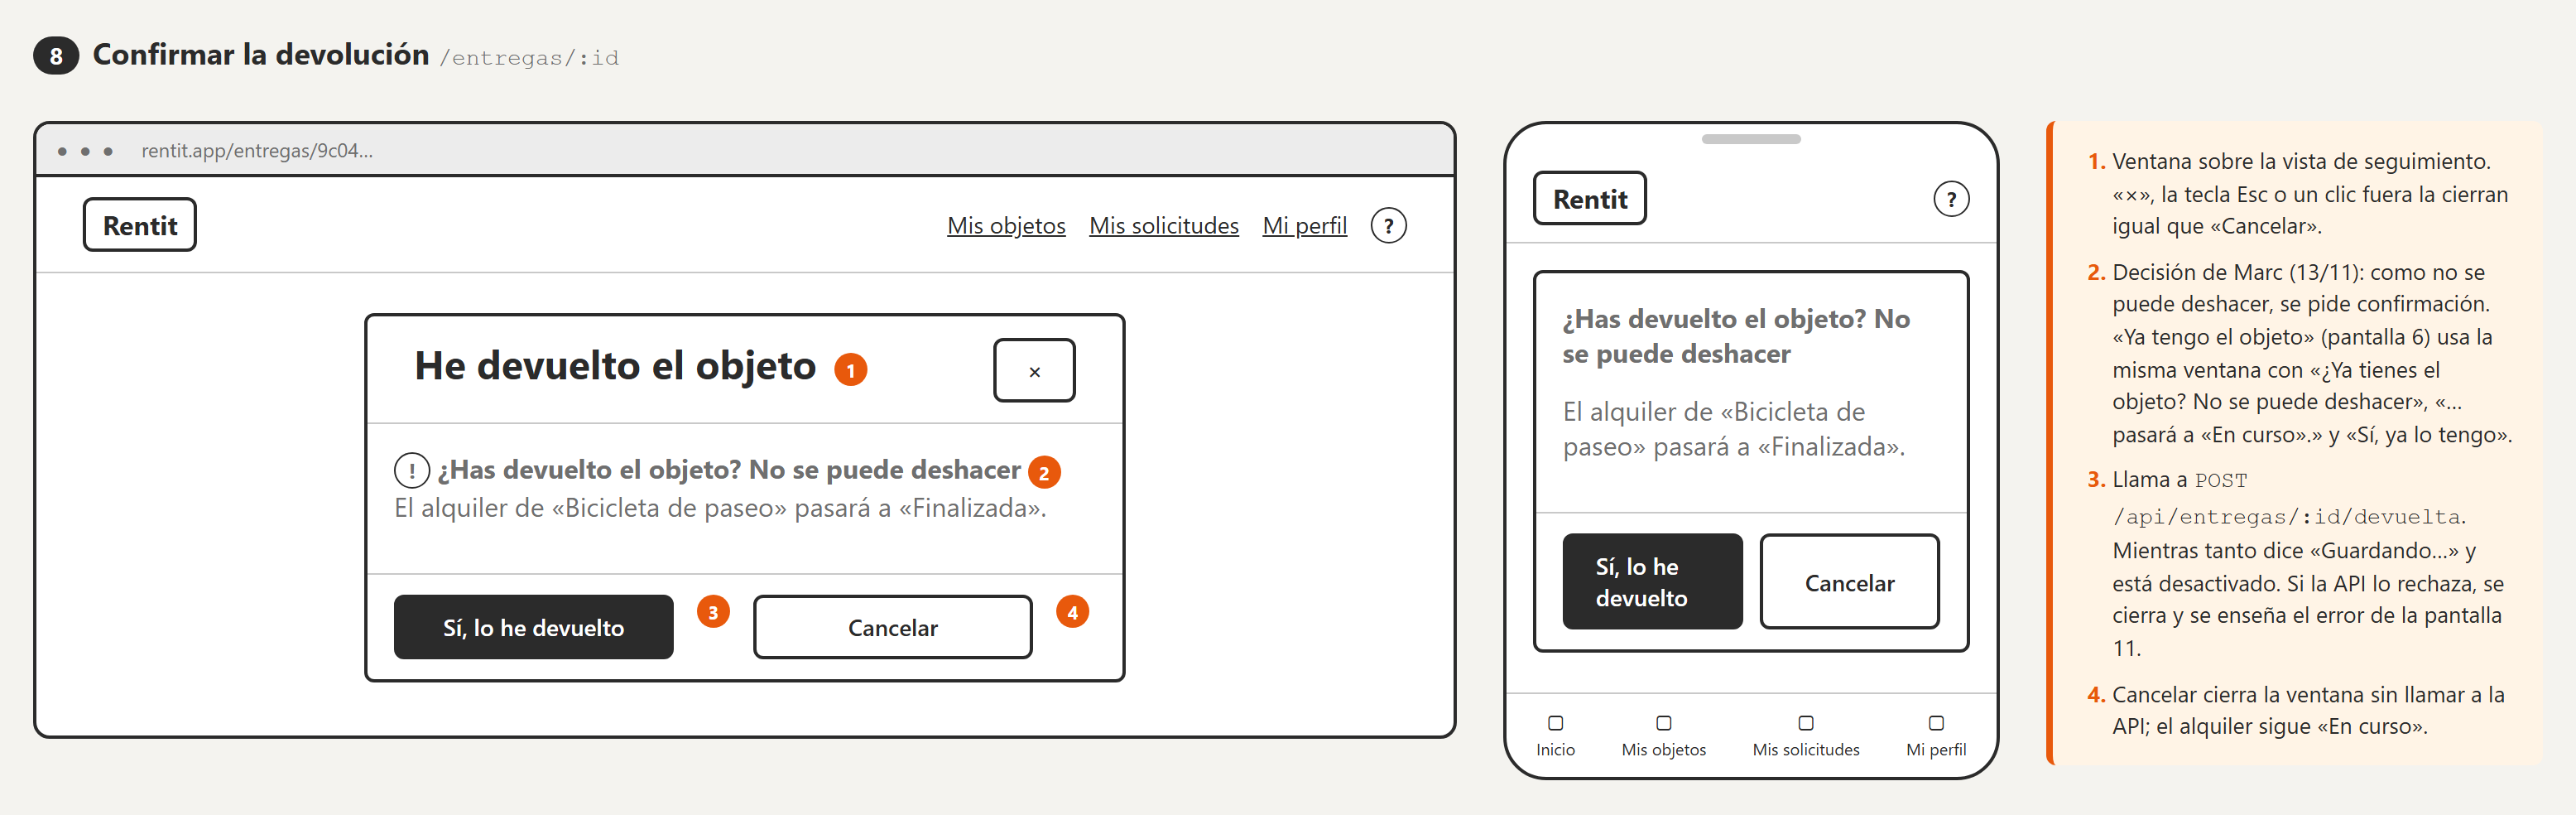 8 Confirmar la devolución /entregas/:id
rentit.app/entregas/9c04...
Rentit
Mis objetos Mis solicitudes Mi perfil ?
He devuelto el objeto 1
×
! ¿Has devuelto el objeto? No se puede deshacer 2
El alquiler de «Bicicleta de paseo» pasará a «Finalizada».
Sí, lo he devuelto 3 Cancelar 4
Rentit ?
¿Has devuelto el objeto? No
se puede deshacer
El alquiler de «Bicicleta de
paseo» pasará a «Finalizada».
Sí, lo he
devuelto
Cancelar
Inicio Mis objetos Mis solicitudes Mi perfil
1. Ventana sobre la vista de seguimiento.
«×», la tecla Esc o un clic fuera la cierran
igual que «Cancelar».
2. Decisión de Marc (13/11): como no se
puede deshacer, se pide confirmación.
«Ya tengo el objeto» (pantalla 6) usa la
misma ventana con «¿Ya tienes el
objeto? No se puede deshacer», «...
pasará a «En curso».» y «Sí, ya lo tengo».
3. Llama a POST
/api/entregas/:id/devuelta.
Mientras tanto dice «Guardando...» y
está desactivado. Si la API lo rechaza, se
cierra y se enseña el error de la pantalla
11.
4. Cancelar cierra la ventana sin llamar a la
API; el alquiler sigue «En curso».